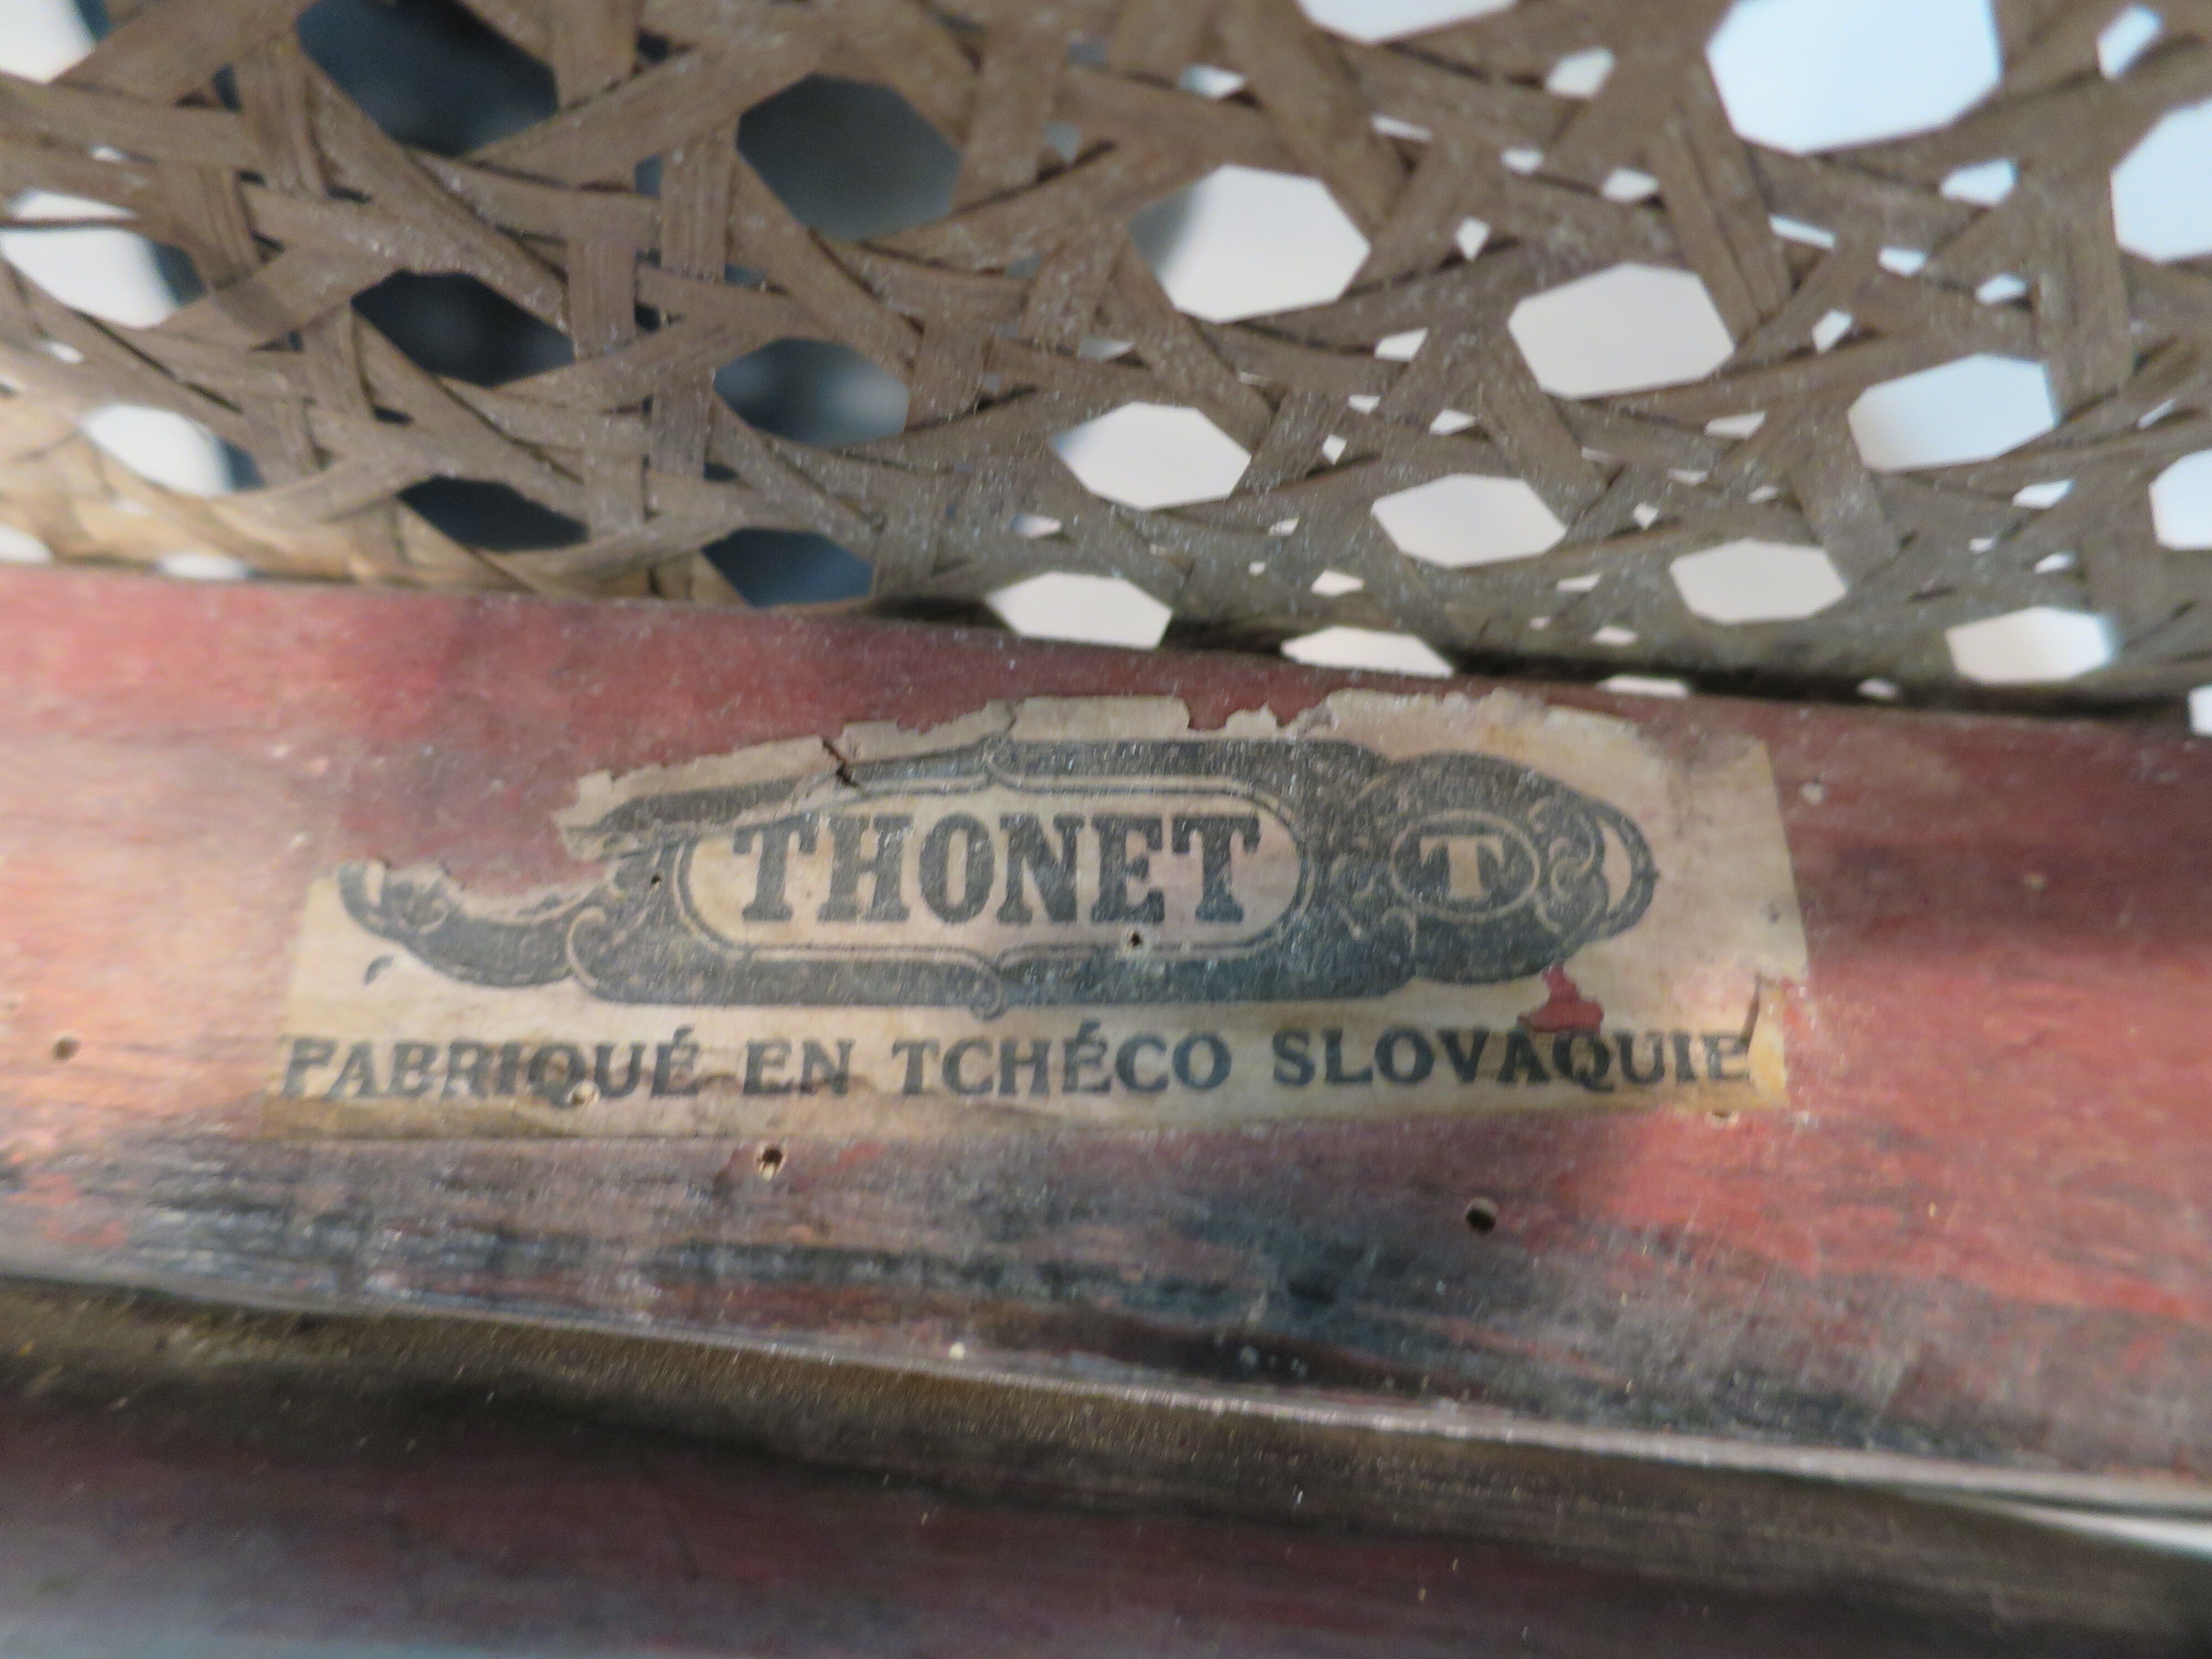 THONET T
FABRIQUÉ EN TCHÉCO SLOVAQUIE